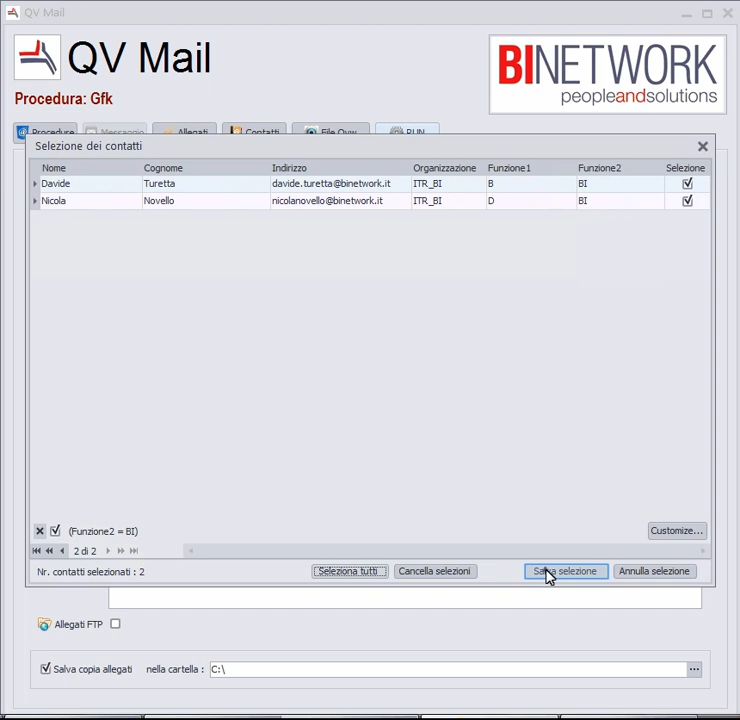 QV Mail
QV Mail
BINETWORK
peopleandsolutions
Procedura: Gfk
Procedure Messaggio Allegati Contatti File Qvw RUN
Selezione dei contatti
Nome Cognome Indirizzo Organizzazione Funzione1 Funzione2 Selezione
Davide Turetta davide.turetta@binetwork.it ITR_BI B BI
Nicola Novello nicolanovello@binetwork.it ITR_BI D BI
(Funzione2 = BI) Customize...
2 di 2
Nr. contatti selezionati : 2 Seleziona tutti Cancella selezioni Salva selezione Annulla selezione
Allegati FTP
Salva copia allegati nella cartella : C:\ ...